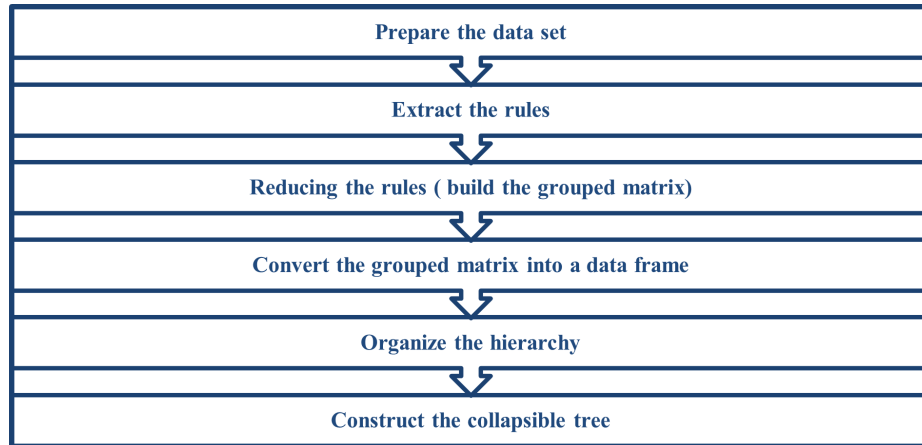 Prepare the data set
Extract the rules
Reducing the rules ( build the grouped matrix)
Convert the grouped matrix into a data frame
Organize the hierarchy
Construct the collapsible tree